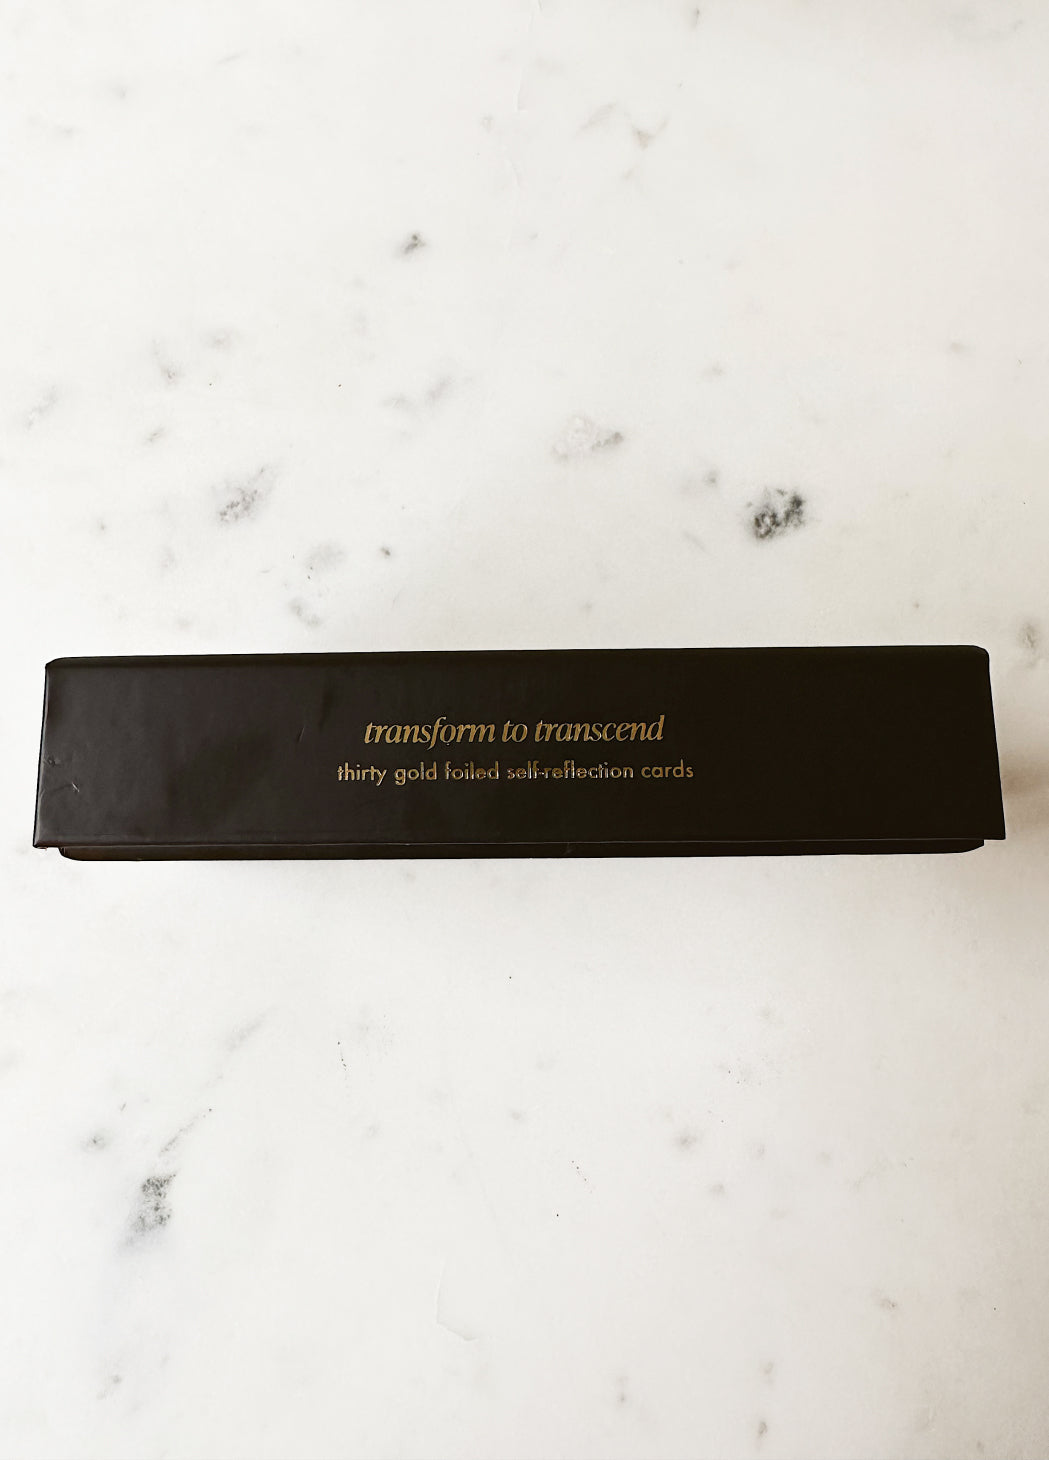 transform to transcend
thirty gold foiled self-reflection cards